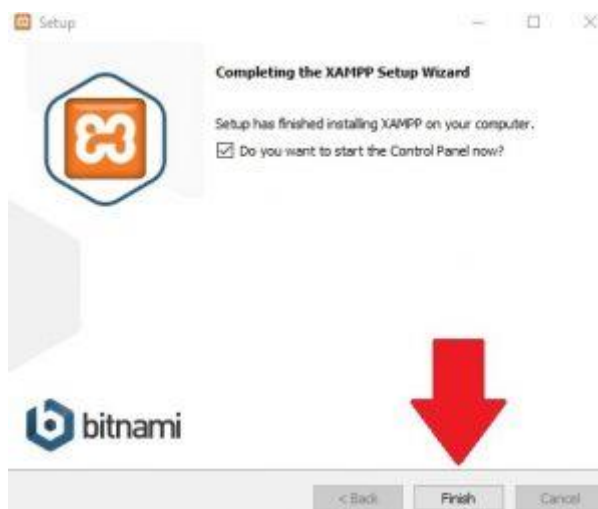 Setup
Completing the XAMPP Setup Wizard
Setup has finished installing XAMPP on your computer.
Do you want to start the Control Panel now?
bitnami
< Back
Finish
Cancel